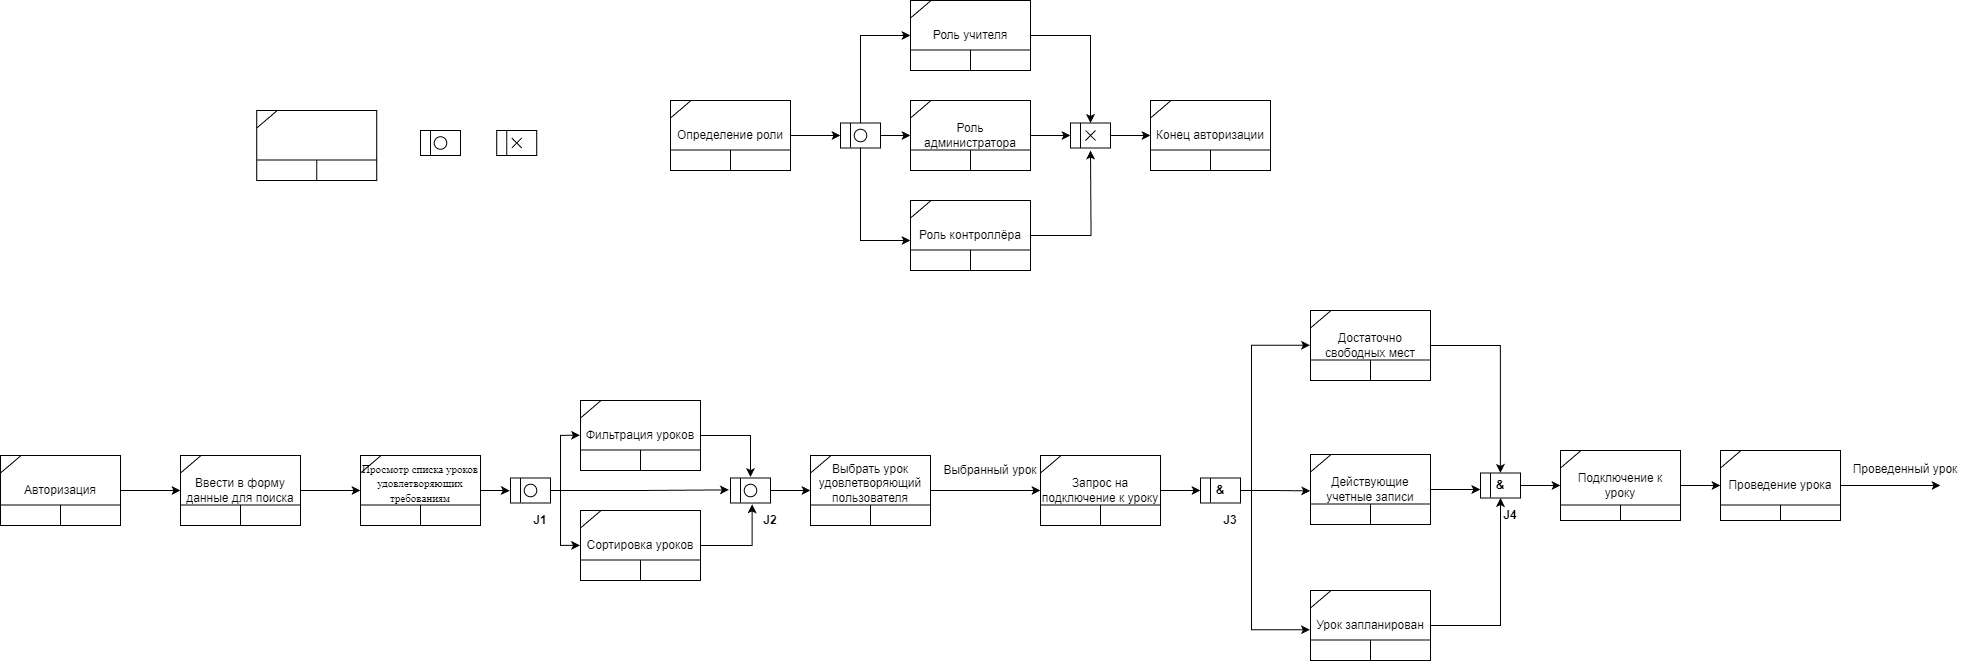 Роль учителя
Определение роли
Роль
администратора
Конец авторизации
Роль контроллёра
Достаточно
свободных мест
Фильтрация уроков
Авторизация
Ввести в форму
данные для поиска
Просмотр списка уроков
удовлетворяющих
требованиям
J1
J2
Выбрать урок
удовлетворяющий
пользователя
Выбранный урок
Запрос на
подключение к уроку
&
J3
Действующие
учетные записи
&
J4
Подключение к
уроку
Проведение урока
Проведенный урок
Сортировка уроков
Урок запланирован